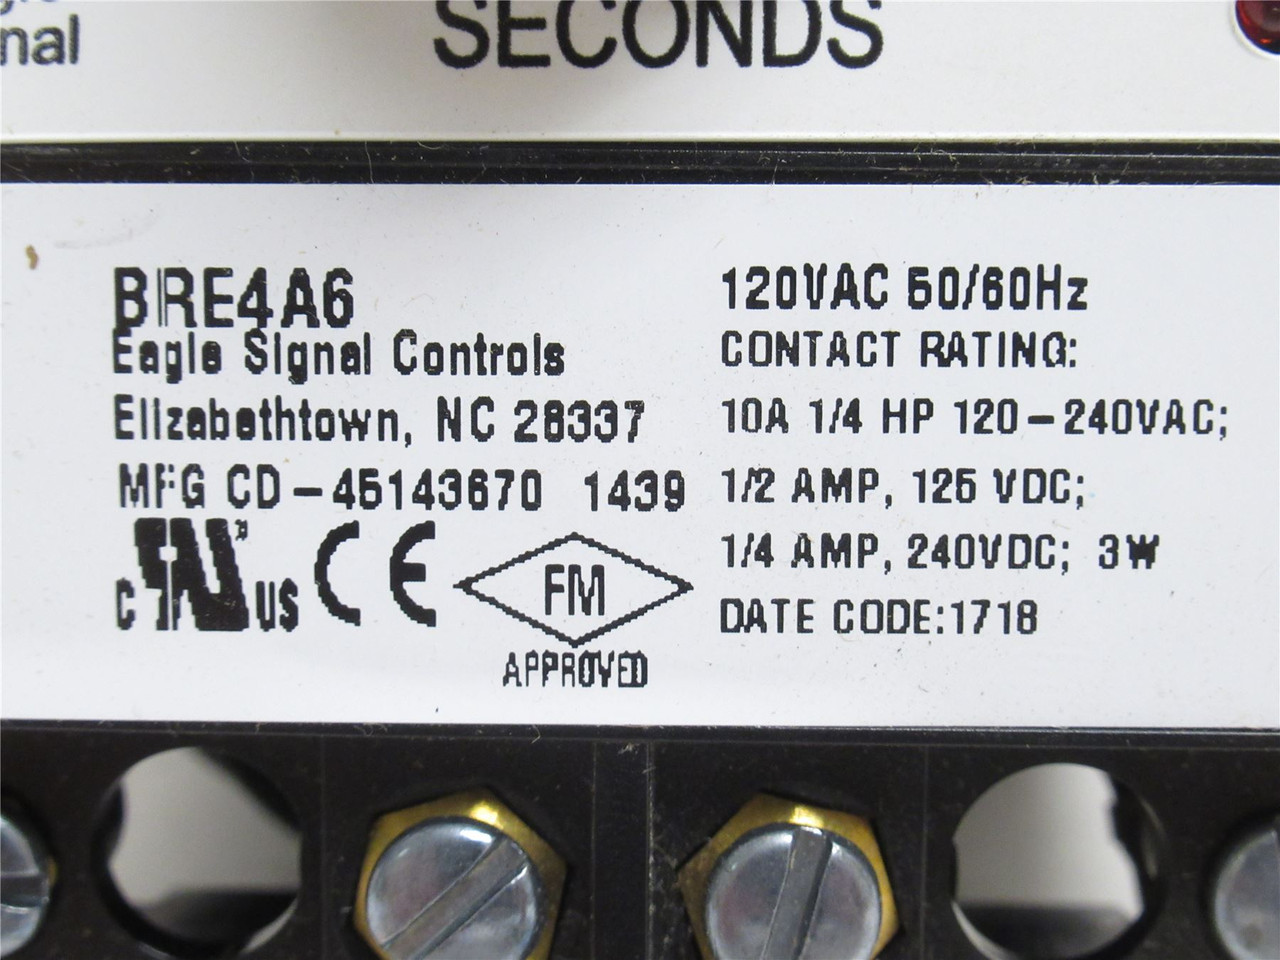 nal
SECONDS
BRE4A6
Eagle Signal Controls
Elizabethtown, NC 28337
MFG CD-45143670 1439
C UL US CE FM
APPROVED
120VAC 50/60Hz
CONTACT RATING:
10A 1/4 HP 120-240VAC;
1/2 AMP, 125 VDC;
1/4 AMP, 240VDC; 3W
DATE CODE:1718